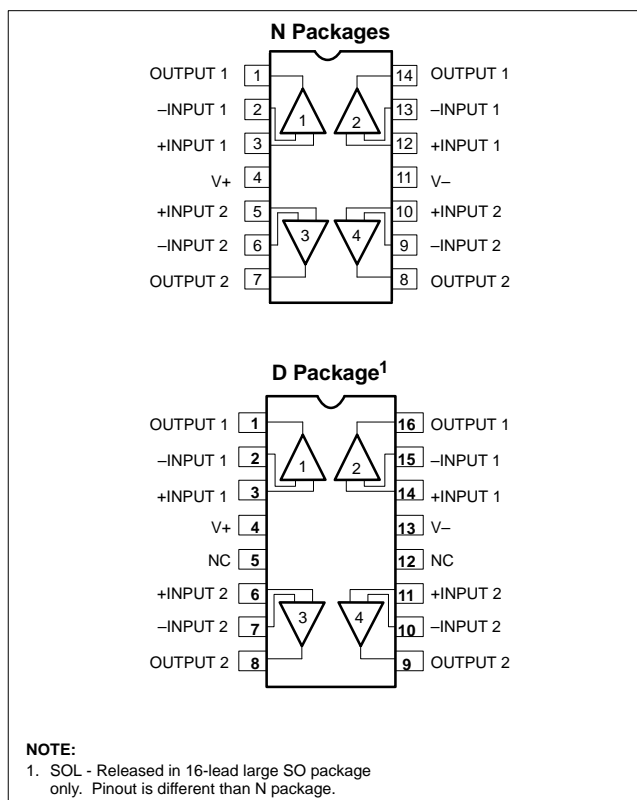 N Packages
OUTPUT 1 1 14 OUTPUT 1
–INPUT 1 2 13 –INPUT 1
1 2
+INPUT 1 3 12 +INPUT 1
V+ 4 11 V–
+INPUT 2 5 10 +INPUT 2
3 4
–INPUT 2 6 9 –INPUT 2
OUTPUT 2 7 8 OUTPUT 2
D Package1
OUTPUT 1 1 16 OUTPUT 1
–INPUT 1 2 15 –INPUT 1
1 2
+INPUT 1 3 14 +INPUT 1
V+ 4 13 V–
NC 5 12 NC
+INPUT 2 6 11 +INPUT 2
3 4
–INPUT 2 7 10 –INPUT 2
OUTPUT 2 8 9 OUTPUT 2
NOTE:
1. SOL - Released in 16-lead large SO package
only. Pinout is different than N package.